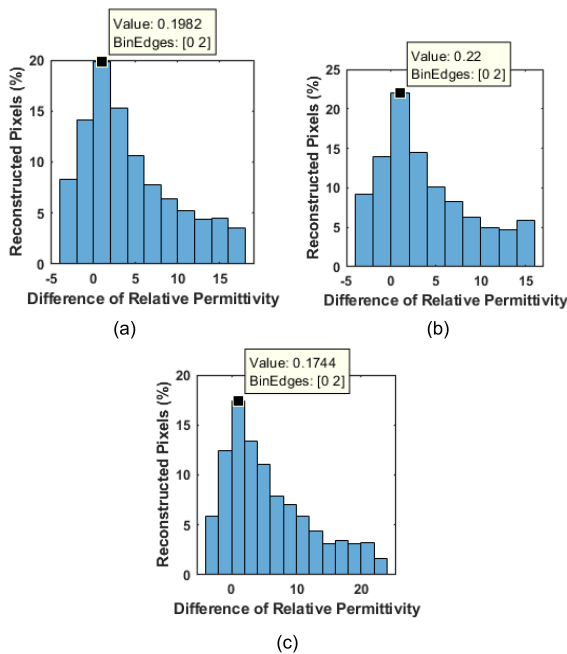 Value: 0.1982
BinEdges: [0 2]
20
15
10
5
0
-5 0 5 10 15
Reconstructed Pixels (%)
Difference of Relative Permittivity
(a)
Value: 0.22
BinEdges: [0 2]
25
20
15
10
5
0
-5 0 5 10 15
Reconstructed Pixels (%)
Difference of Relative Permittivity
(b)
Value: 0.1744
BinEdges: [0 2]
20
15
10
5
0
0 10 20
Reconstructed Pixels (%)
Difference of Relative Permittivity
(c)